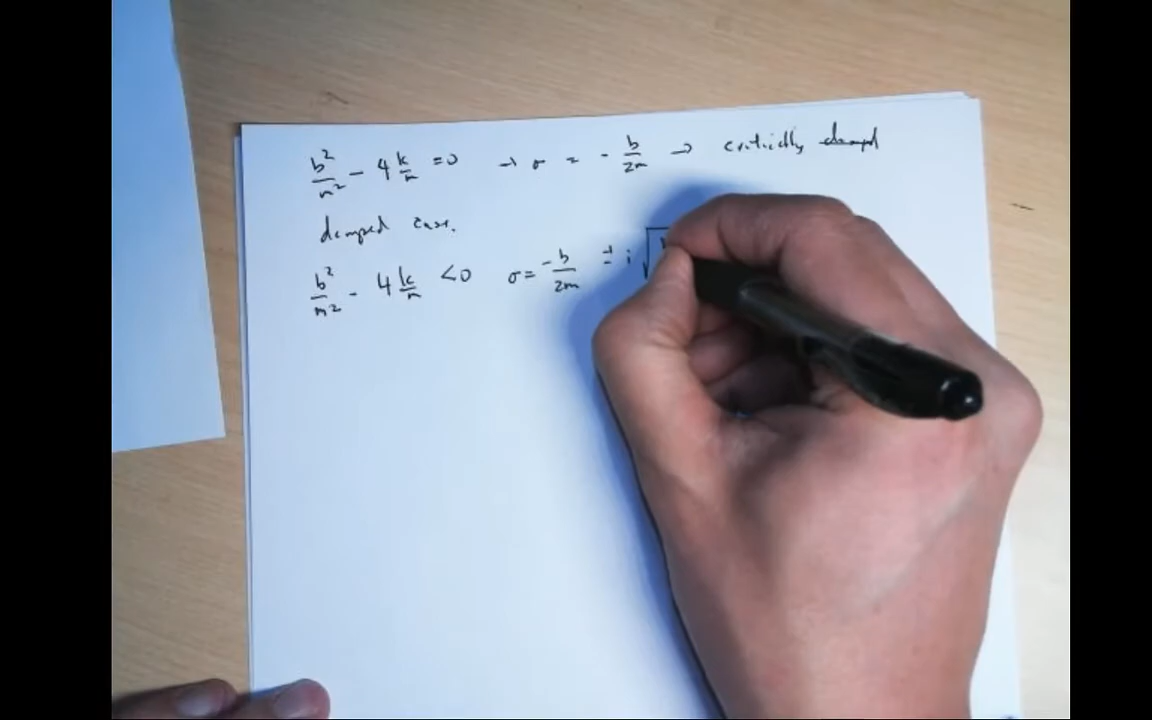 b²/m² - 4 k/m = 0 → σ = - b/2m → critically damped
damped case.
b²/m² - 4 k/m < 0 σ = -b/2m ± i √